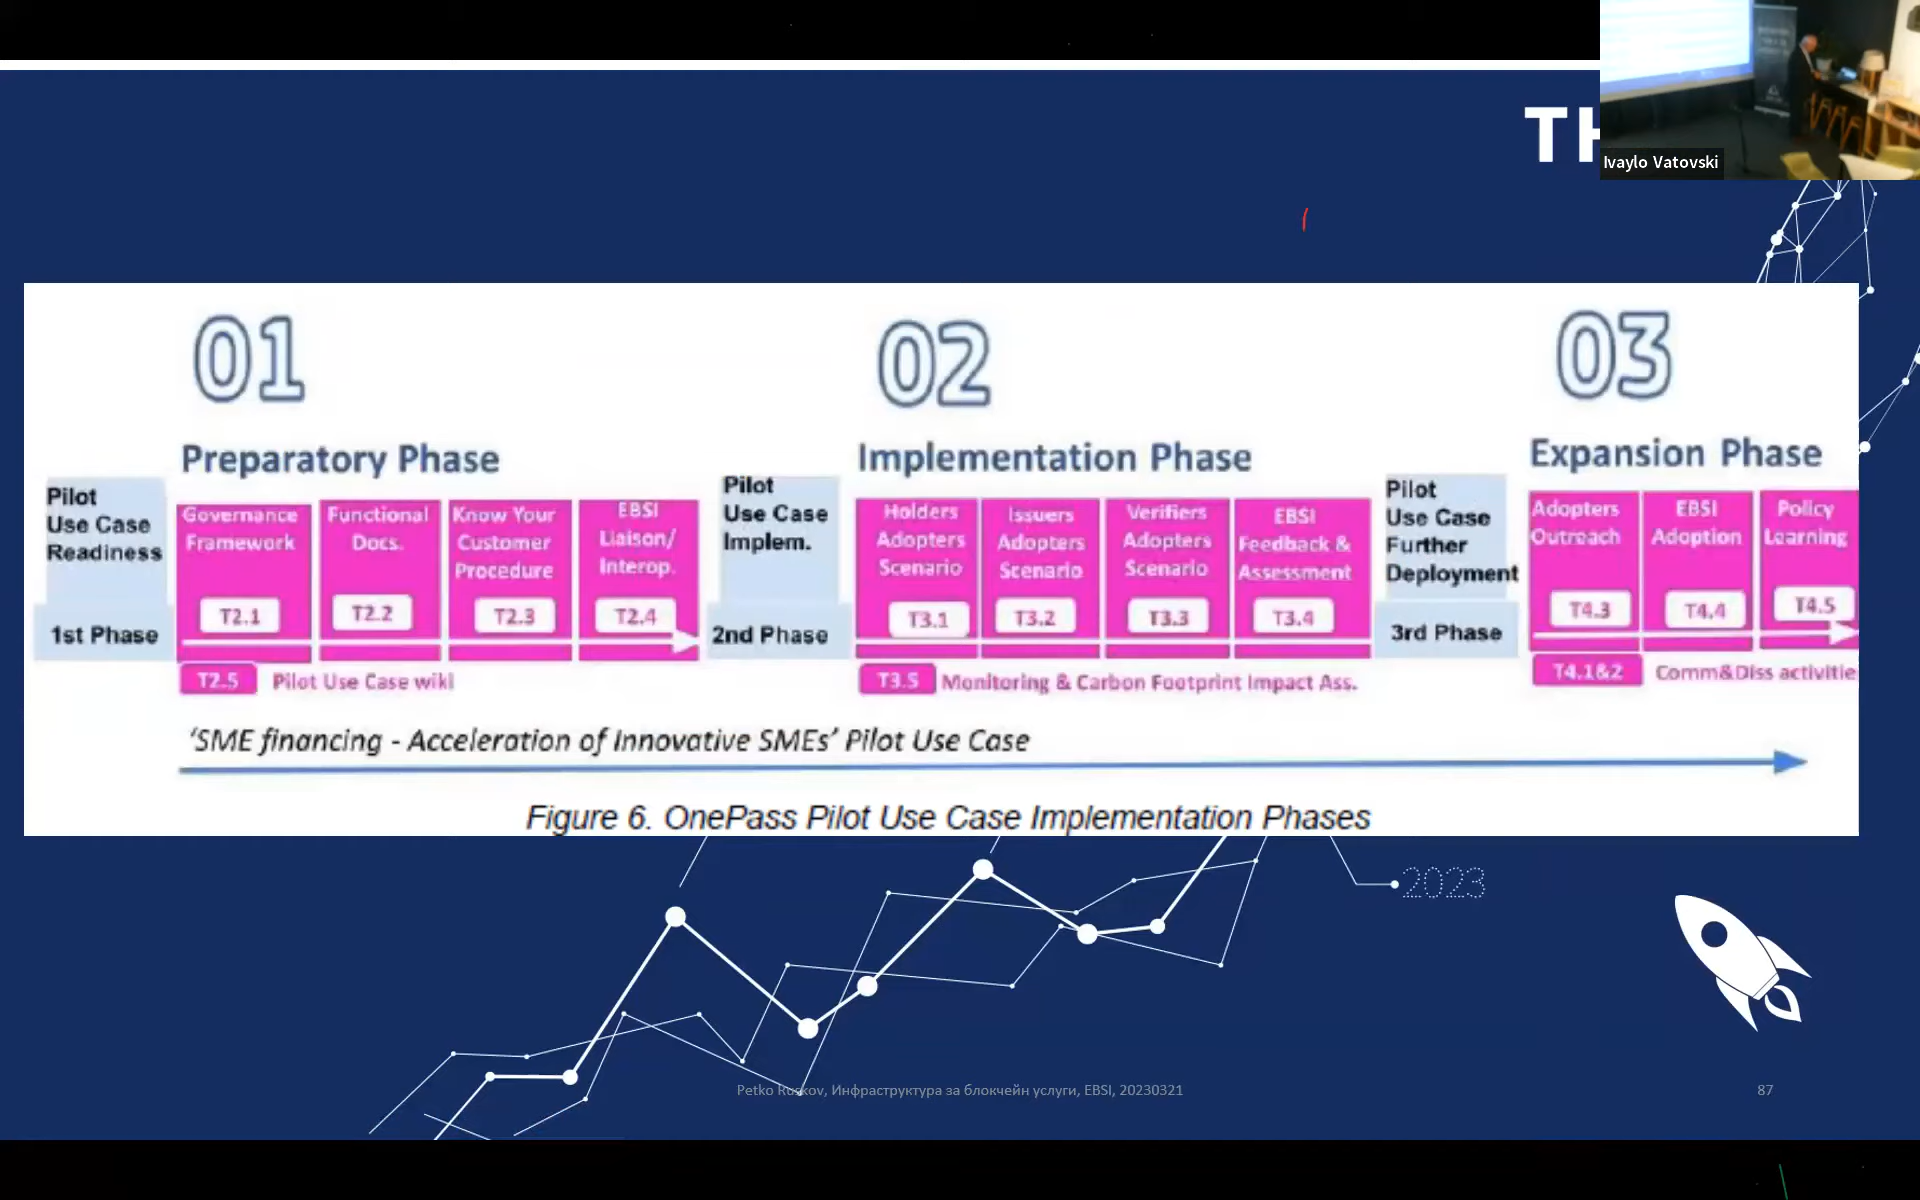 TH
Ivaylo Vatovski
01
02
03
Preparatory Phase
Implementation Phase
Expansion Phase
Pilot
Use Case
Readiness
1st Phase
Governance
Framework
T2.1
Functional
Docs.
T2.2
Know Your
Customer
Procedure
T2.3
EBSI
Liaison/
Interop.
T2.4
T2.5 Pilot Use Case wiki
Pilot
Use Case
Implem.
2nd Phase
Holders
Adopters
Scenario
T3.1
Issuers
Adopters
Scenario
T3.2
Verifiers
Adopters
Scenario
T3.3
EBSI
Feedback &
Assessment
T3.4
T3.5 Monitoring & Carbon Footprint Impact Ass.
Pilot
Use Case
Further
Deployment
3rd Phase
Adopters
Outreach
T4.3
EBSI
Adoption
T4.4
Policy
Learning
T4.5
T4.1&2 Comm&Diss activitie
‘SME financing - Acceleration of Innovative SMEs’ Pilot Use Case
Figure 6. OnePass Pilot Use Case Implementation Phases
2023
Petko Ruskov, Инфраструктура за блокчейн услуги, EBSI, 20230321
87